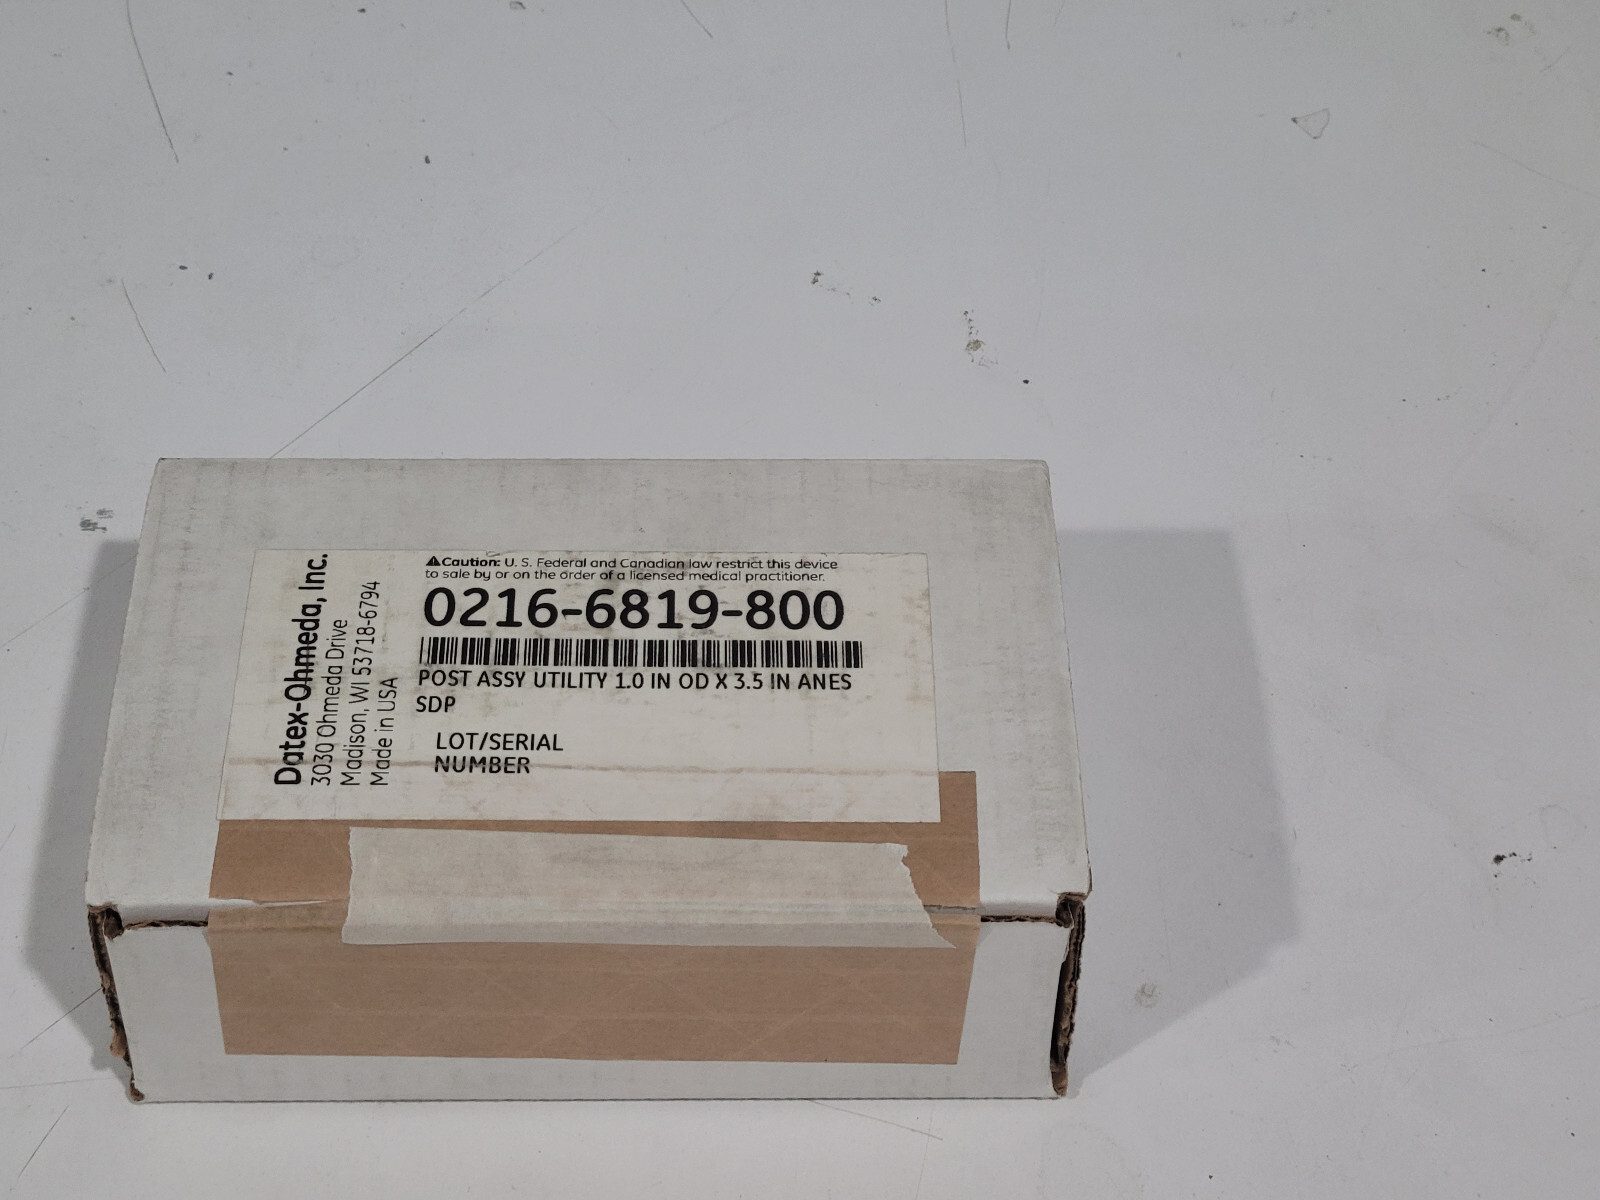 Datex-Ohmeda, Inc.
3030 Ohmeda Drive
Madison, WI 53718-6794
Made in USA
⚠Caution: U. S. Federal and Canadian law restrict this device
to sale by or on the order of a licensed medical practitioner.
0216-6819-800
POST ASSY UTILITY 1.0 IN OD X 3.5 IN ANES
SDP
LOT/SERIAL
NUMBER